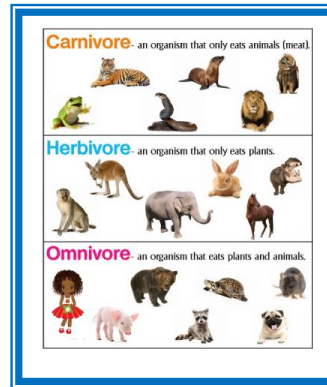 Carnivore- an organism that only eats animals (meat).
Herbivore- an organism that only eats plants.
Omnivore- an organism that eats plants and animals.